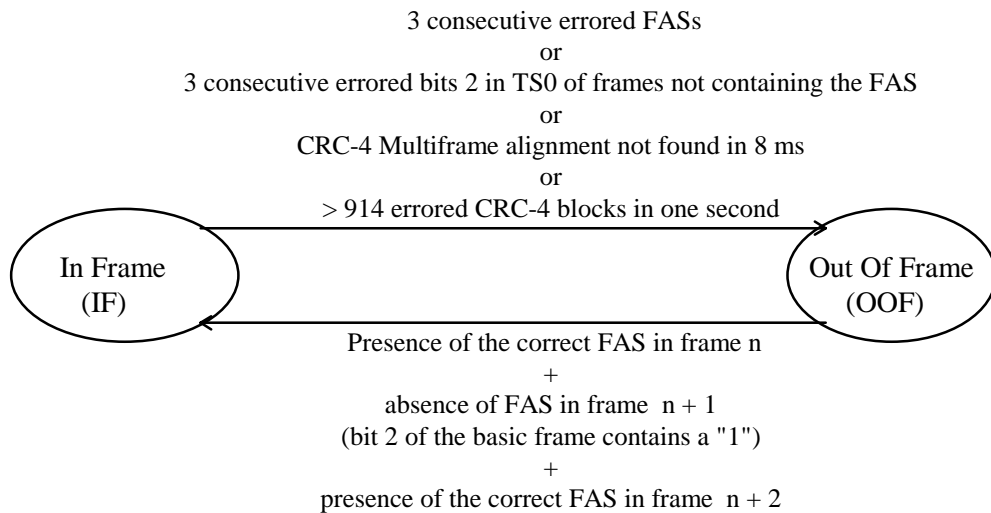 3 consecutive errored FASs
or
3 consecutive errored bits 2 in TS0 of frames not containing the FAS
or
CRC-4 Multiframe alignment not found in 8 ms
or
> 914 errored CRC-4 blocks in one second
In Frame
(IF)
Out Of Frame
(OOF)
Presence of the correct FAS in frame n
+
absence of FAS in frame n + 1
(bit 2 of the basic frame contains a "1")
+
presence of the correct FAS in frame n + 2